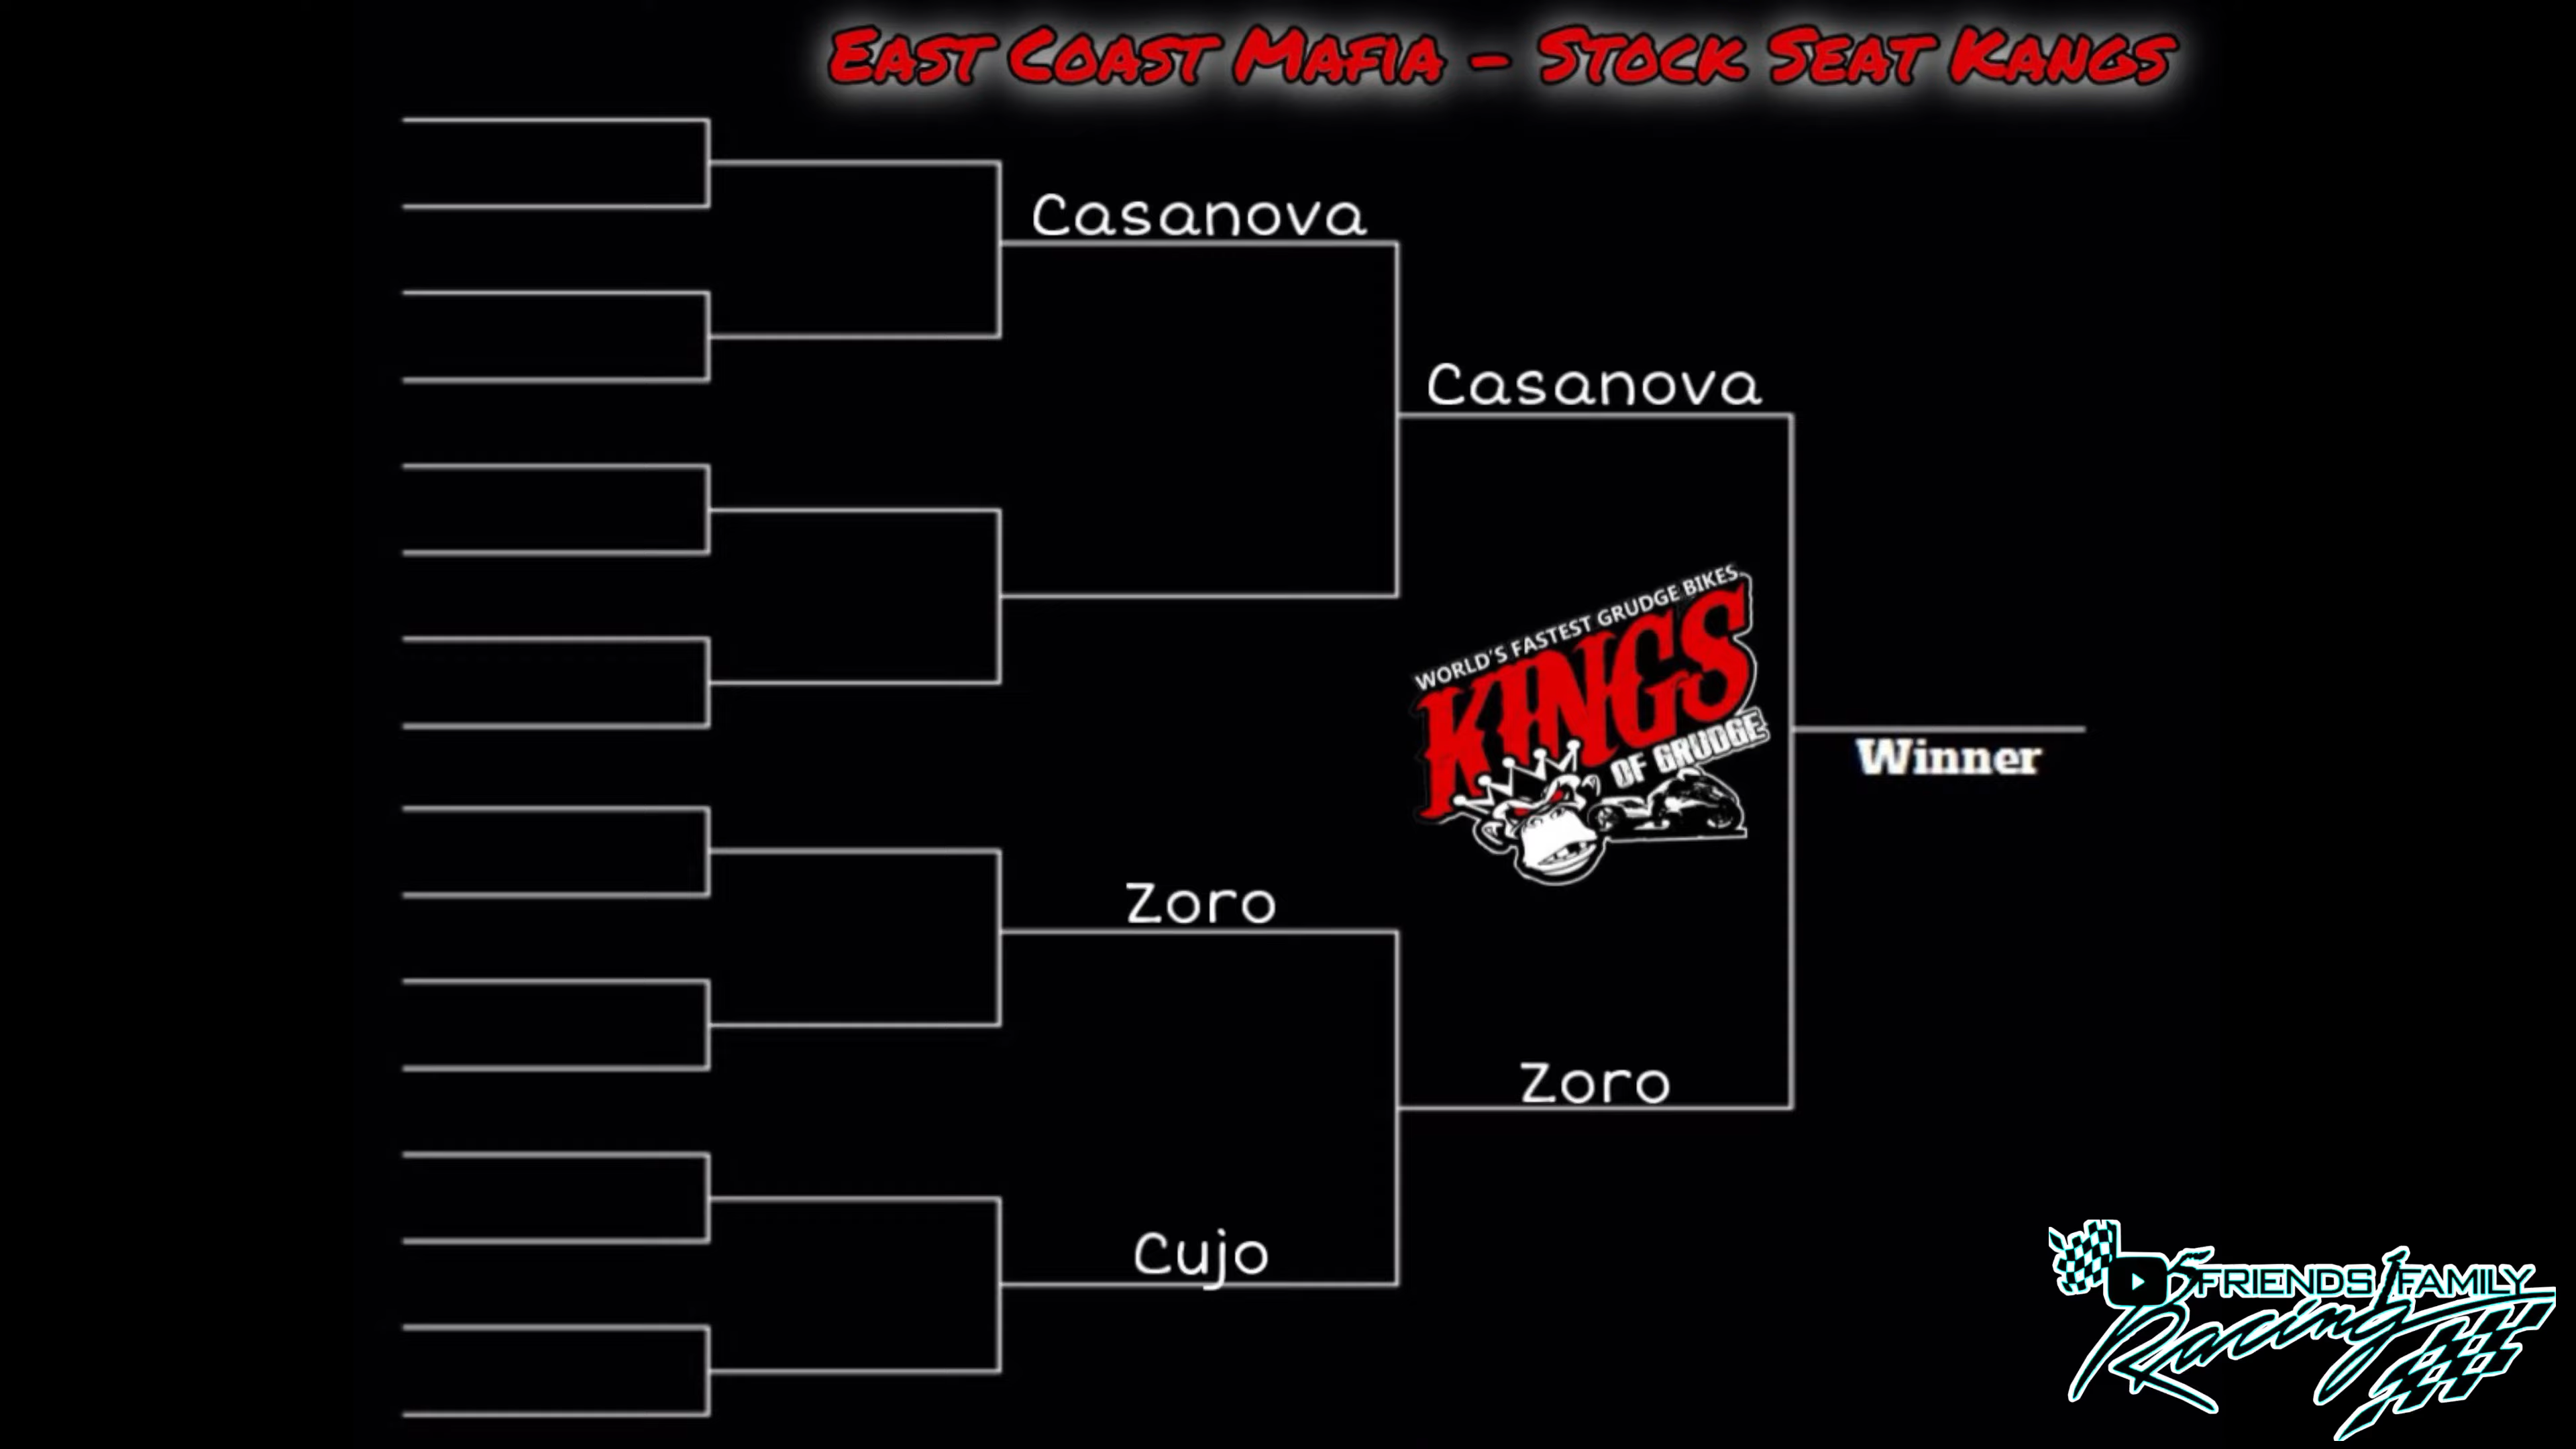 East Coast Mafia - Stock Seat Kangs
Casanova
Casanova
WORLD'S FASTEST GRUDGE BIKES
KINGS
OF GRUDGE
Winner
Zoro
Zoro
Cujo
FRIENDS FAMILY
Racing